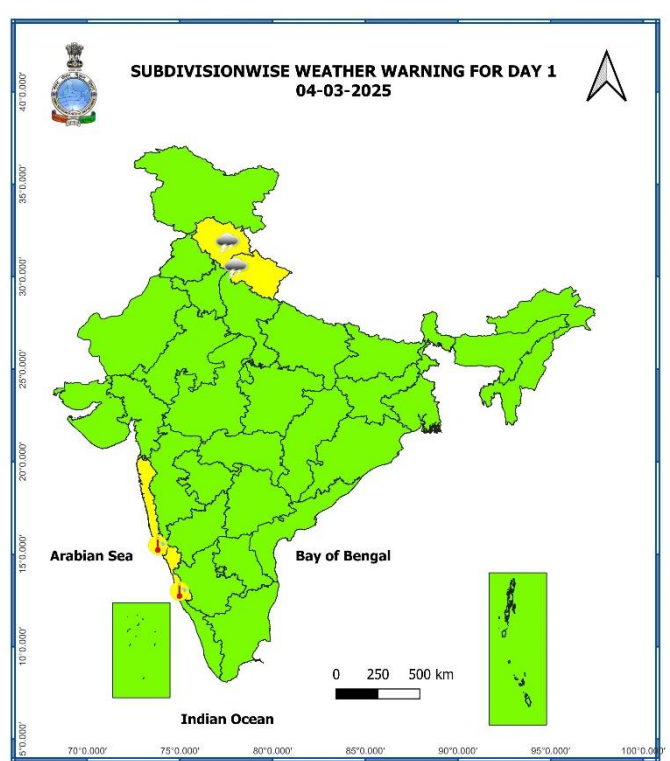 SUBDIVISIONWISE WEATHER WARNING FOR DAY 1
04-03-2025
40°0.000'
35°0.000'
30°0.000'
25°0.000'
20°0.000'
15°0.000'
10°0.000'
5°0.000'
Arabian Sea
Bay of Bengal
0 250 500 km
Indian Ocean
70°0.000' 75°0.000' 80°0.000' 85°0.000' 90°0.000' 95°0.000' 100°0.000'